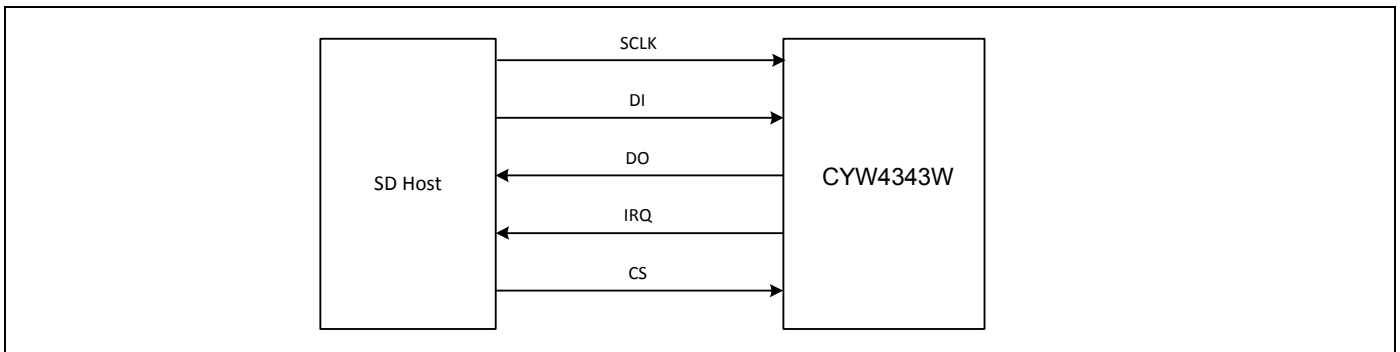 SCLK
DI
DO
SD Host
CYW4343W
IRQ
CS